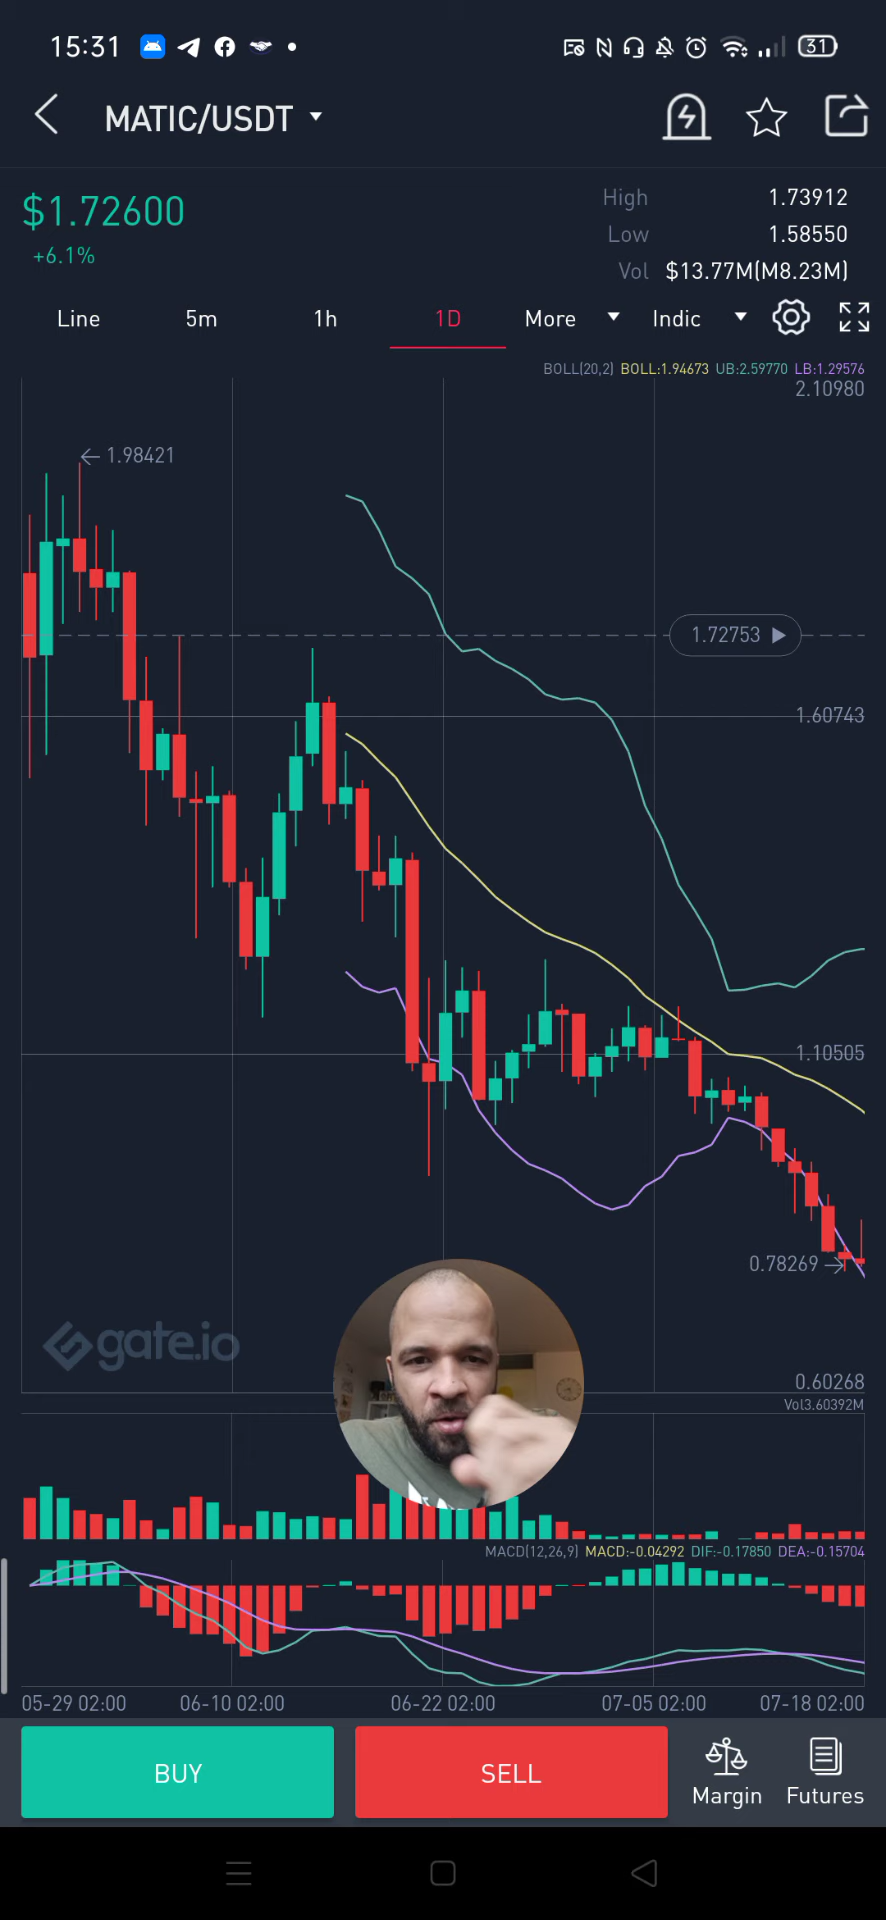 15:31 31
MATIC/USDT
$1.72600 High 1.73912
+6.1% Low 1.58550
Vol $13.77M(M8.23M)
Line 5m 1h 1D More Indic
BOLL(20,2) BOLL:1.94673 UB:2.59770 LB:1.29576
2.10980
1.98421
1.72753
1.60743
1.10505
0.78269
gate.io
0.60268
Vol3.60392M
MACD(12,26,9) MACD:-0.04292 DIF:-0.17850 DEA:-0.15704
05-29 02:00 06-10 02:00 06-22 02:00 07-05 02:00 07-18 02:00
BUY SELL Margin Futures